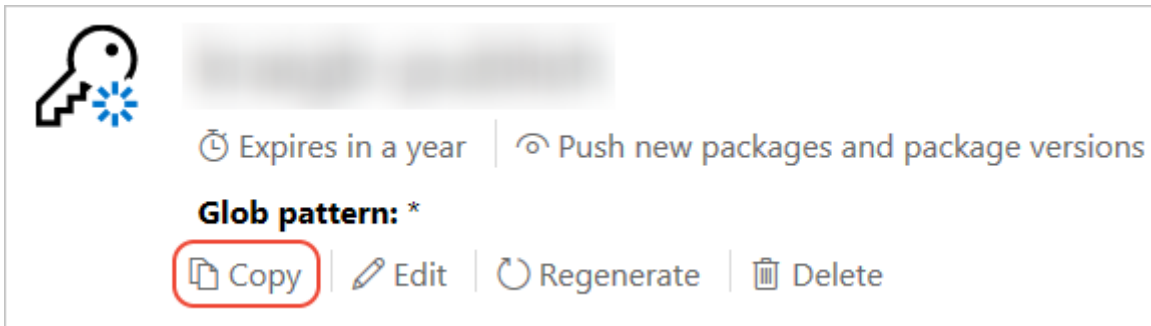 Expires in a year Push new packages and package versions
Glob pattern: *
Copy Edit Regenerate Delete